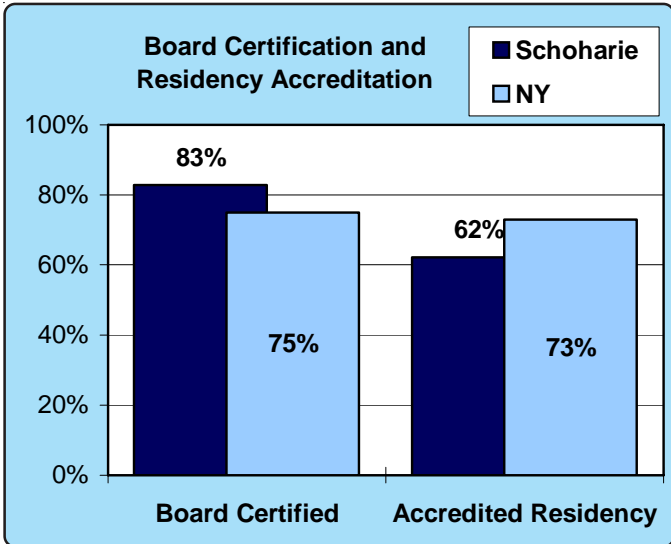 Board Certification and
Residency Accreditation
Schoharie
NY
100%
80%
60%
40%
20%
0%
83%
75%
62%
73%
Board Certified
Accredited Residency